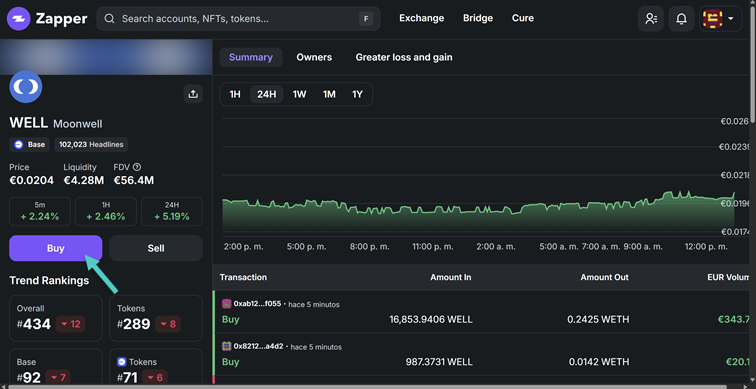 Zapper
Search accounts, NFTs, tokens...
F
Exchange
Bridge
Cure
WELL Moonwell
Base
102,023 Headlines
Price
Liquidity
FDV
€0.0204
€4.28M
€56.4M
5m
1H
24H
+ 2.24%
+ 2.46%
+ 5.19%
Buy
Sell
Trend Rankings
Overall
Tokens
#434
12
#289
8
Base
Tokens
#92
7
#71
6
Summary
Owners
Greater loss and gain
1H
24H
1W
1M
1Y
€0.026
€0.0239
€0.0218
€0.0196
€0.0174
2:00 p. m.
5:00 p. m.
8:00 p. m.
11:00 p. m.
2:00 a. m.
5:00 a. m.
7:00 a. m.
9:00 a. m.
12:00 p. m.
Transaction
Amount In
Amount Out
EUR Volum
0xab12...f055 • hace 5 minutos
Buy
16,853.9406 WELL
0.2425 WETH
€343.7
0x8212...a4d2 • hace 5 minutos
Buy
987.3731 WELL
0.0142 WETH
€20.1